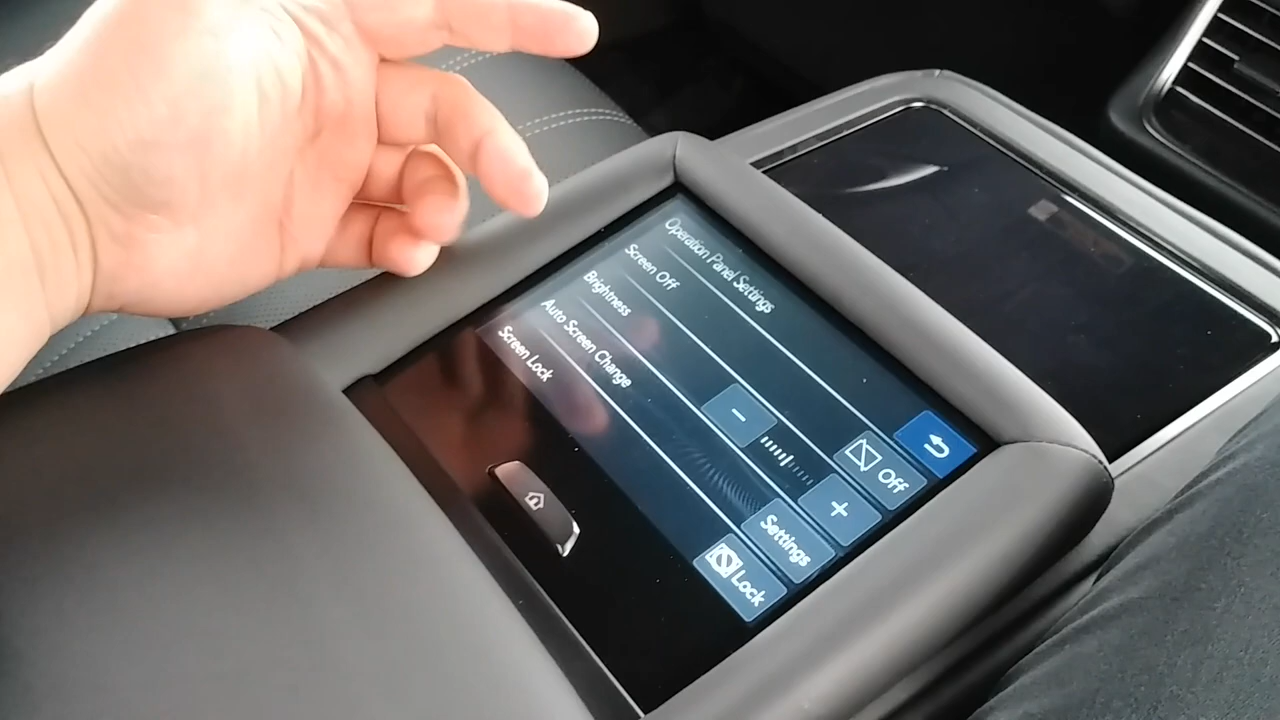 Operation Panel Settings
Screen Off
Off
Brightness
-
+
Auto Screen Change
Settings
Screen Lock
Lock